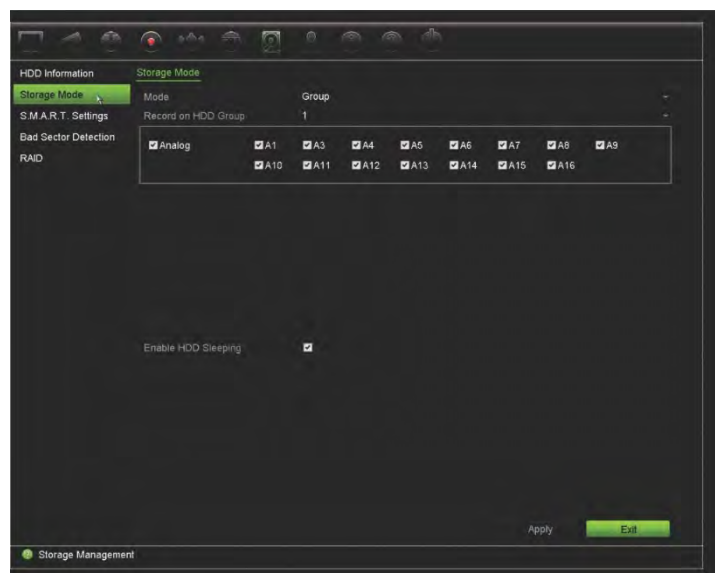 HDD Information
Storage Mode
S.M.A.R.T. Settings
Bad Sector Detection
RAID
Storage Mode
Mode Group
Record on HDD Group 1
Analog A1 A3 A4 A5 A6 A7 A8 A9
A10 A11 A12 A13 A14 A15 A16
Enable HDD Sleeping
Apply Exit
Storage Management